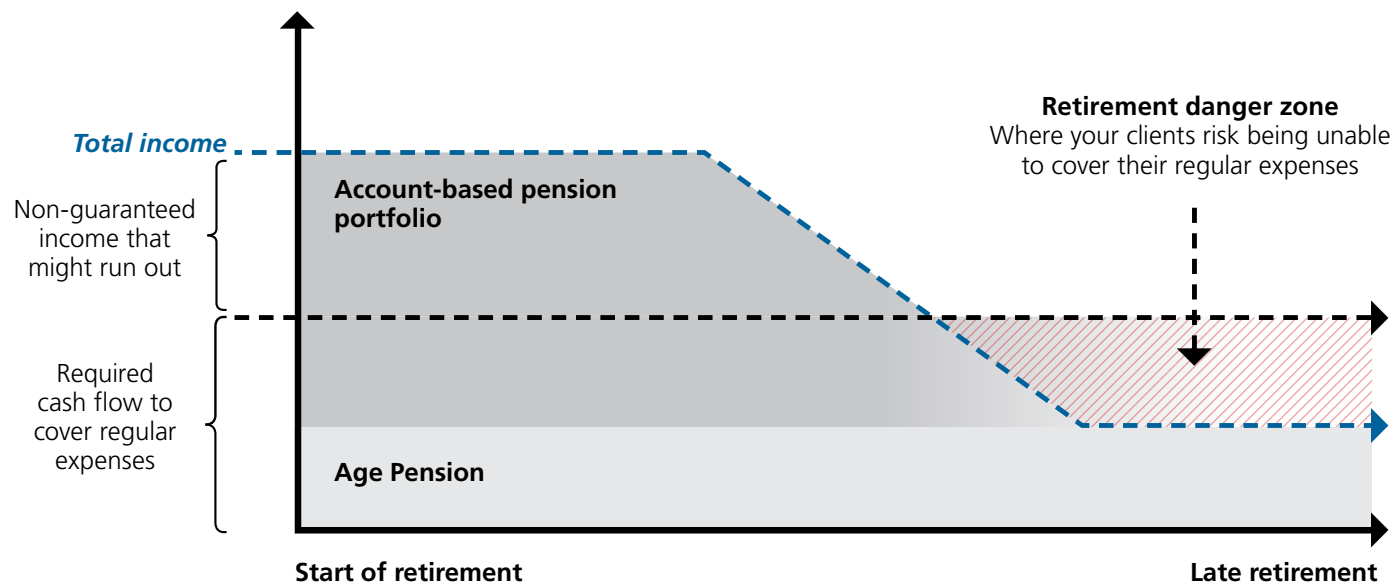 Retirement danger zone
Where your clients risk being unable
to cover their regular expenses
Total income
Account-based pension
portfolio
Non-guaranteed
income that
might run out
Required
cash flow to
cover regular
expenses
Age Pension
Start of retirement
Late retirement